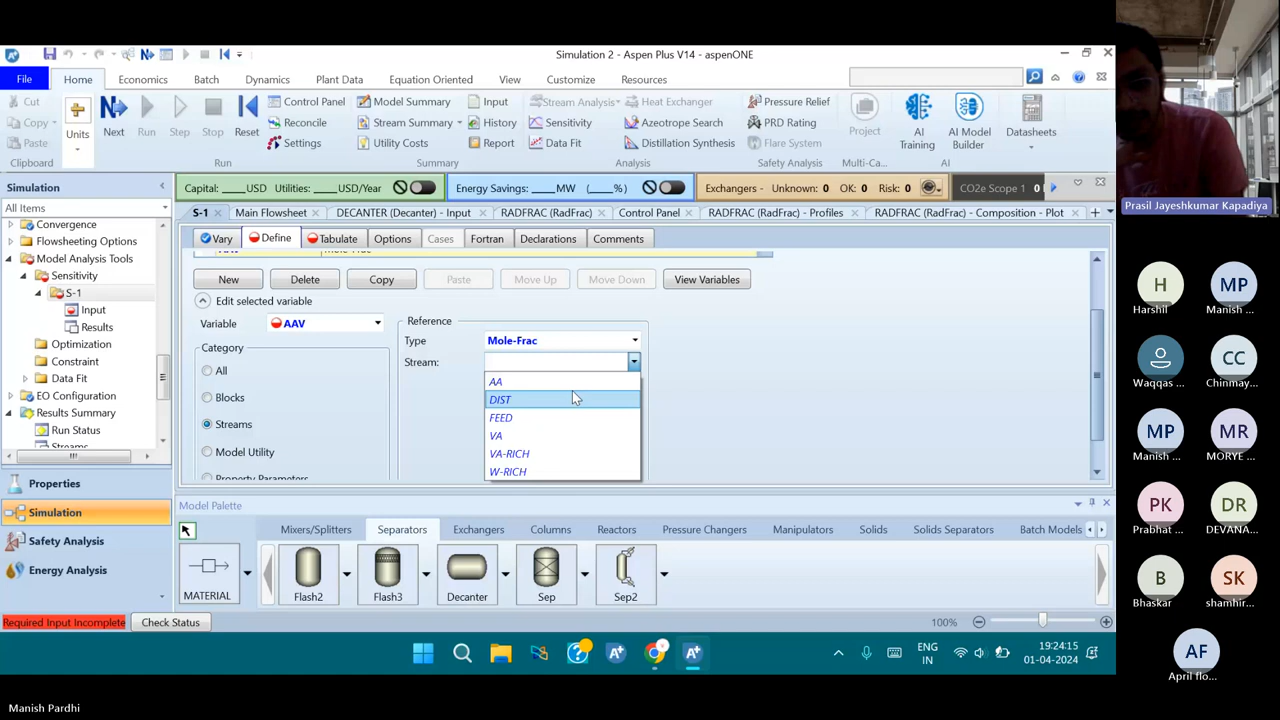 Simulation 2 - Aspen Plus V14 - aspenONE
File Home Economics Batch Dynamics Plant Data Equation Oriented View Customize Resources
Cut Units Next Run Step Stop Reset Control Panel Model Summary Input Stream Analysis Heat Exchanger Pressure Relief Project AI Training AI Model Builder Datasheets
Copy Reconcile Stream Summary History Sensitivity Azeotrope Search PRD Rating
Paste Settings Utility Costs Report Data Fit Distillation Synthesis Flare System
Clipboard Run Summary Analysis Safety Analysis Multi-Ca... AI
Simulation
Capital: ____USD Utilities: ____USD/Year Energy Savings: ____MW (____%) Exchangers - Unknown: 0 OK: 0 Risk: 0 CO2e Scope 1 0
All Items
S-1 Main Flowsheet DECANTER (Decanter) - Input RADFRAC (RadFrac) Control Panel RADFRAC (RadFrac) - Profiles RADFRAC (RadFrac) - Composition - Plot
Convergence
Flowsheeting Options
Model Analysis Tools
Sensitivity
S-1
Input
Results
Optimization
Constraint
Data Fit
EO Configuration
Results Summary
Run Status
Streams
Properties
Simulation
Safety Analysis
Energy Analysis
Vary Define Tabulate Options Cases Fortran Declarations Comments
New Delete Copy Paste Move Up Move Down View Variables
Edit selected variable
Variable AAV
Category
All
Blocks
Streams
Model Utility
Property Parameters
Reference
Type Mole-Frac
Stream:
AA
DIST
FEED
VA
VA-RICH
W-RICH
Model Palette
Mixers/Splitters Separators Exchangers Columns Reactors Pressure Changers Manipulators Solids Solids Separators Batch Models
MATERIAL Flash2 Flash3 Decanter Sep Sep2
Required Input Incomplete Check Status 100%
ENG
IN
19:24:15
01-04-2024
Manish Pardhi
Prasil Jayeshkumar Kapadiya
H MP
Harshil Manish ...
CC
Waqqas ... Chinmay...
MP MR
Manish ... MORYE ...
PK DR
Prabhat ... DEVANA...
B SK
Bhaskar shamhir...
AF
April flo...